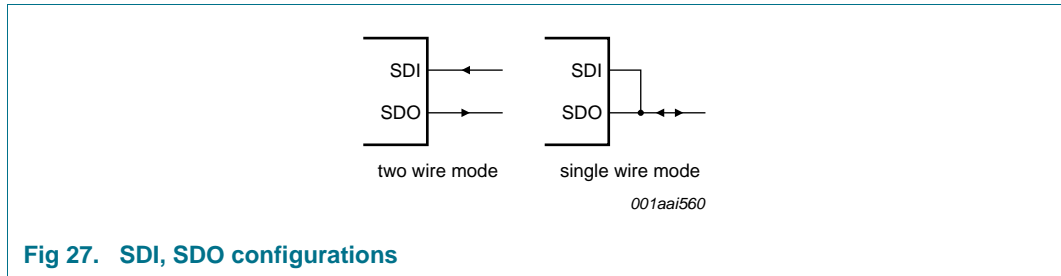 SDI
SDO
two wire mode
SDI
SDO
single wire mode
001aai560
Fig 27. SDI, SDO configurations